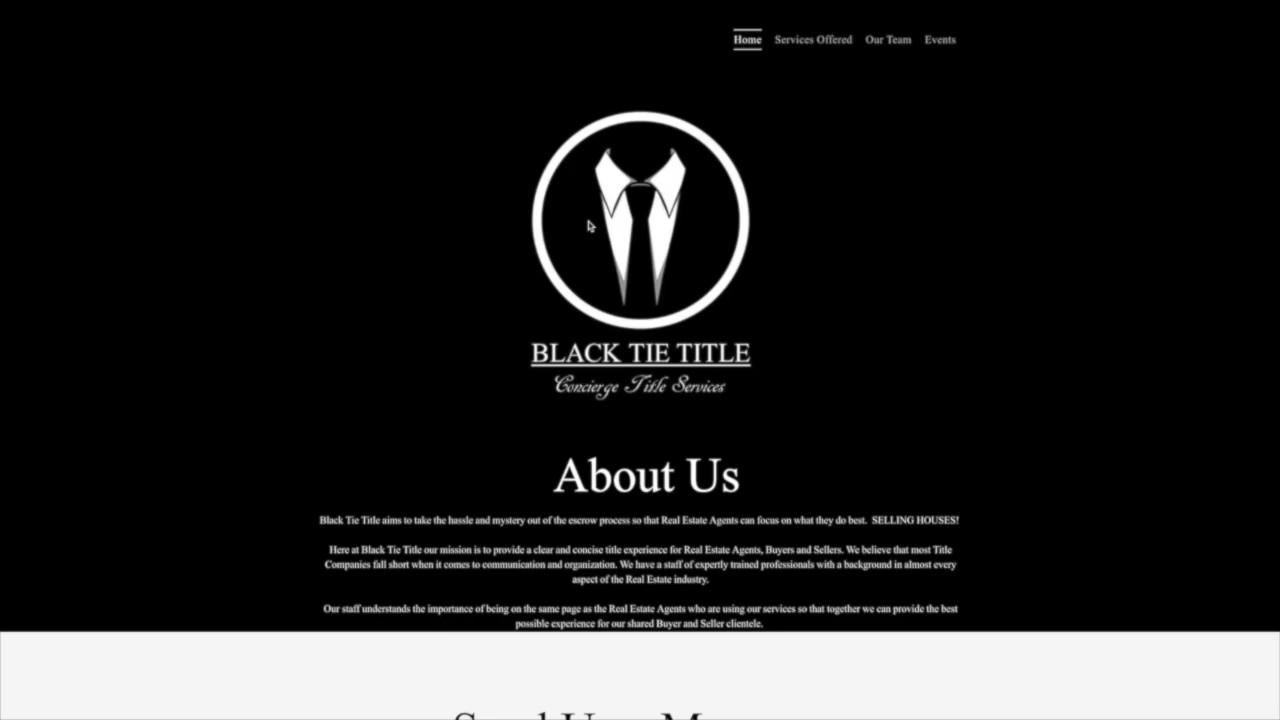 Home Services Offered Our Team Events
BLACK TIE TITLE
Concierge Title Services
About Us
Black Tie Title aims to take the hassle and mystery out of the escrow process so that Real Estate Agents can focus on what they do best. SELLING HOUSES!
Here at Black Tie Title our mission is to provide a clear and concise title experience for Real Estate Agents, Buyers and Sellers. We believe that most Title
Companies fall short when it comes to communication and organization. We have a staff of expertly trained professionals with a background in almost every
aspect of the Real Estate industry.
Our staff understands the importance of being on the same page as the Real Estate Agents who are using our services so that together we can provide the best
possible experience for our shared Buyer and Seller clientele.